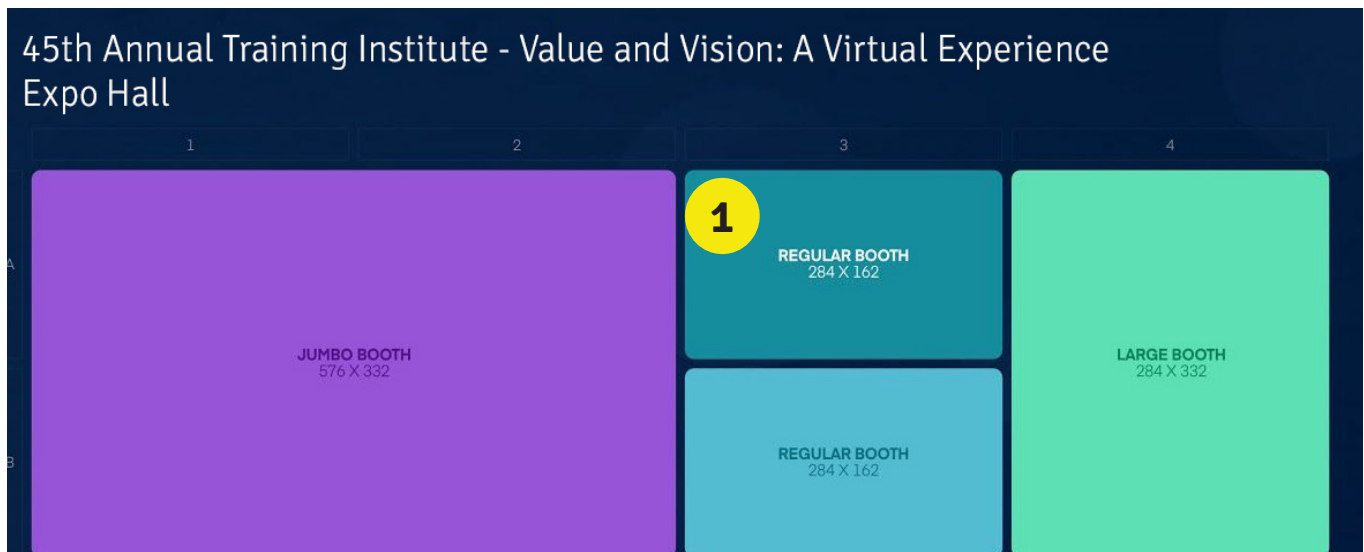 45th Annual Training Institute - Value and Vision: A Virtual Experience
Expo Hall
1 2 3 4
A
1
REGULAR BOOTH
284 X 162
JUMBO BOOTH
576 X 332
LARGE BOOTH
284 X 332
B
REGULAR BOOTH
284 X 162